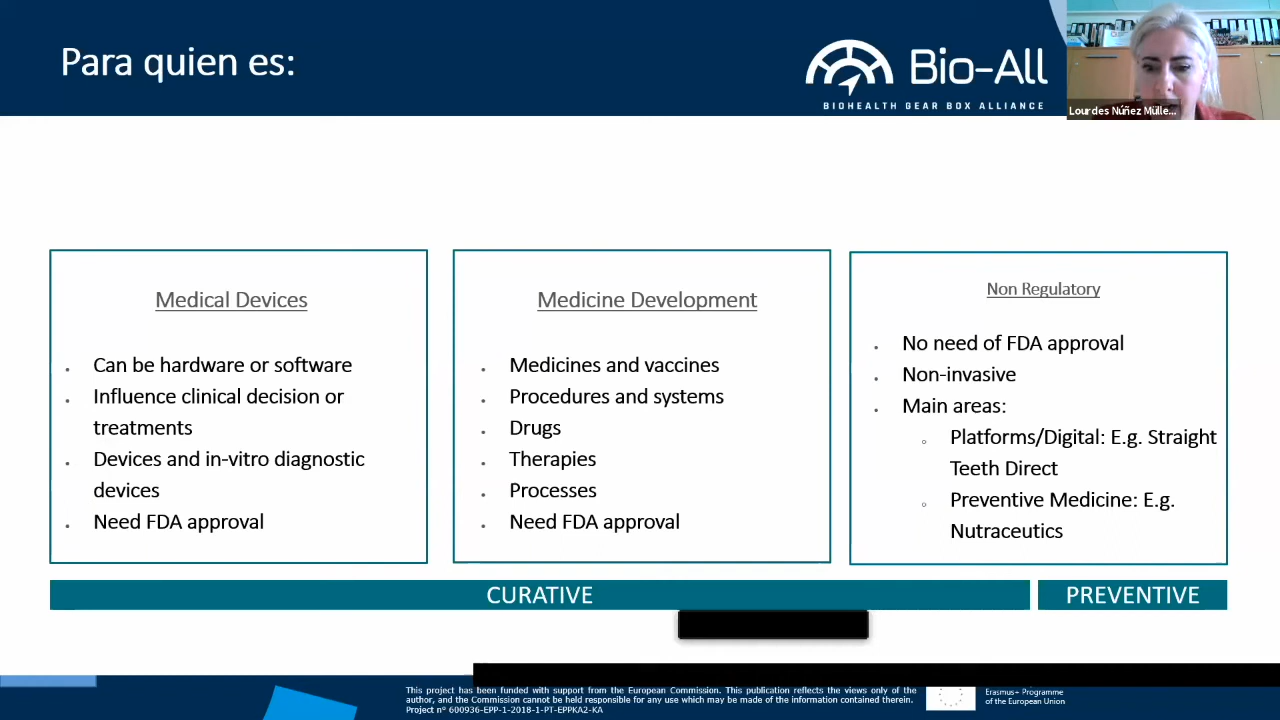 Para quien es:
Bio-All
BIOHEALTH GEAR BOX ALLIANCE
Lourdes Núñez Mülle...
Medical Devices
Can be hardware or software
Influence clinical decision or
treatments
Devices and in-vitro diagnostic
devices
Need FDA approval
Medicine Development
Medicines and vaccines
Procedures and systems
Drugs
Therapies
Processes
Need FDA approval
Non Regulatory
No need of FDA approval
Non-invasive
Main areas:
Platforms/Digital: E.g. Straight
Teeth Direct
Preventive Medicine: E.g.
Nutraceutics
CURATIVE
PREVENTIVE
This project has been funded with support from the European Commission. This publication reflects the views only of the
author, and the Commission cannot be held responsible for any use which may be made of the information contained therein.
Project nº 600936-EPP-1-2018-1-PT-EPPKA2-KA
Erasmus+ Programme
of the European Union